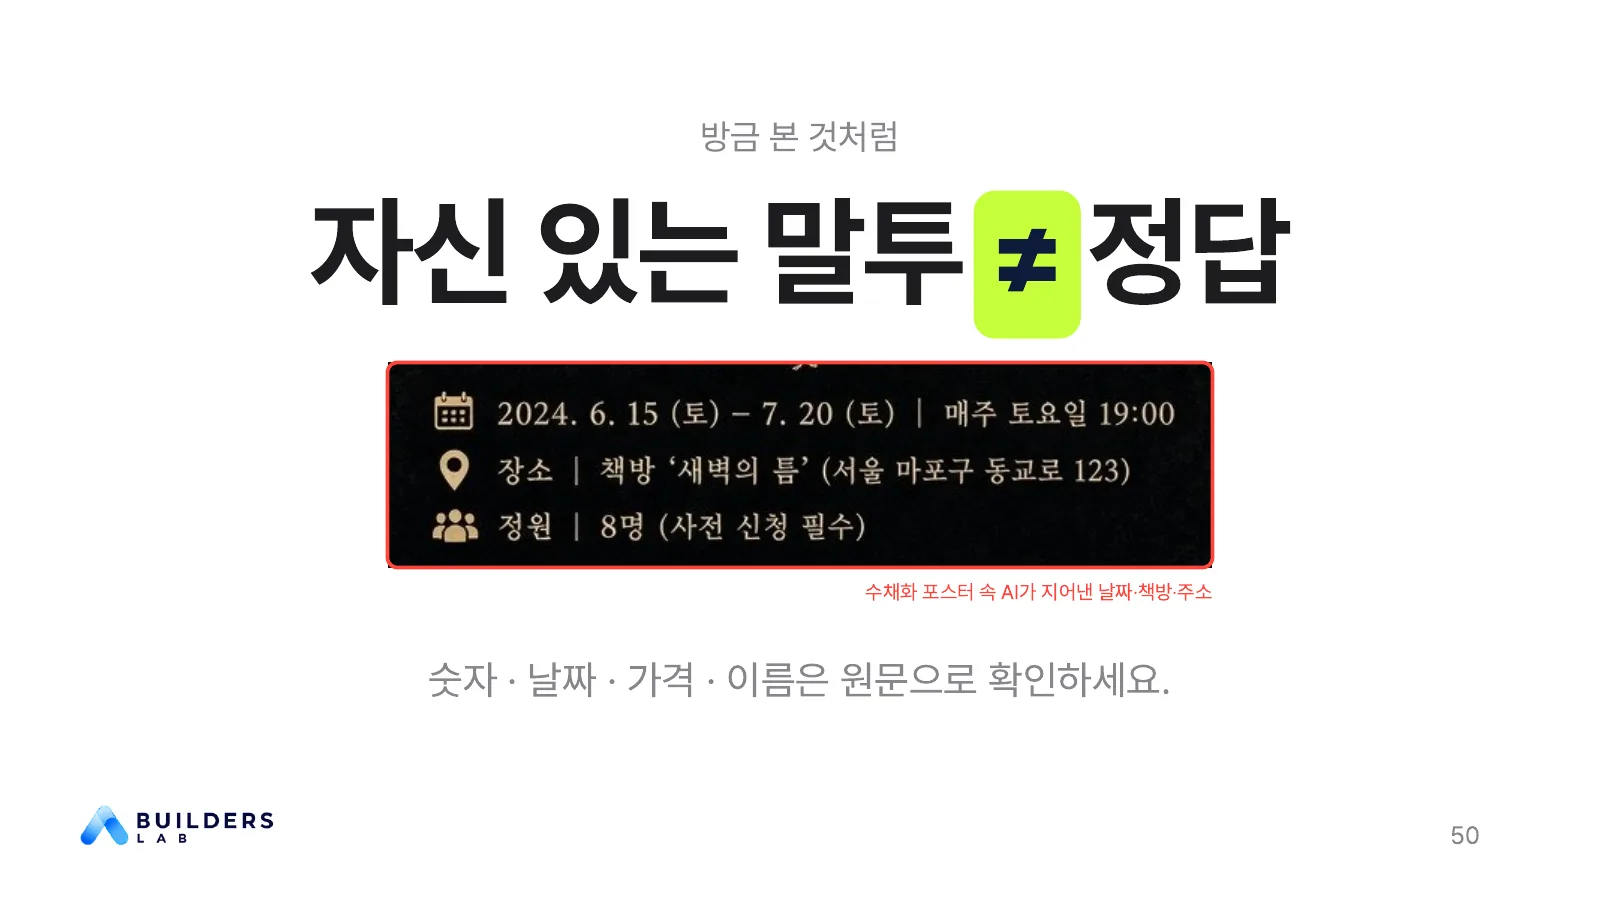 방금 본 것처럼
자신 있는 말투 ≠ 정답
2024. 6. 15 (토) – 7. 20 (토) | 매주 토요일 19:00
장소 | 책방 ‘새벽의 틈’ (서울 마포구 동교로 123)
정원 | 8명 (사전 신청 필수)
수채화 포스터 속 AI가 지어낸 날짜·책방·주소
숫자 · 날짜 · 가격 · 이름은 원문으로 확인하세요.
BUILDERS
LAB
50